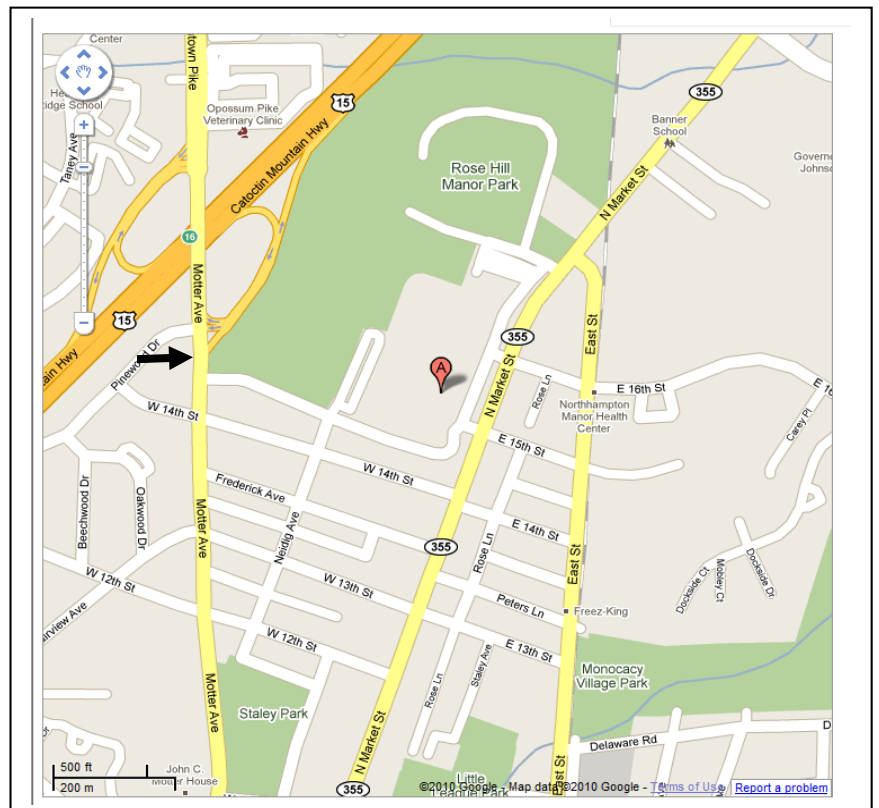 Center
town Pike
Opossum Pike
Veterinary Clinic
15
355
Banner
School
idge School
Taney Ave
Catoctin Mountain Hwy
Rose Hill
Manor Park
N Market St
16
Motter Ave
15
355
East St
Pinewood Dr
A
N Market St
Rose Ln
E 16th St
Northhampton
Manor Health
Center
Carey Pl
W 14th St
E 15th St
W 14th St
Frederick Ave
Beechwood Dr
Oakwood Dr
Motter Ave
Neidig Ave
355
E 14th St
Rose Ln
East St
W 12th St
W 13th St
Dockside Ct
Mobley Ct
Dockside Dr
Peters Ln
Freez-King
W 12th St
E 13th St
Rose Ln
Staley Ave
Monocacy
Village Park
Motter Ave
Staley Park
N Market St
Delaware Rd
500 ft
200 m
John C.
Motter House
355
Little
League Park
East St
©2010 Google - Map data ©2010 Google - Terms of Use
Report a problem